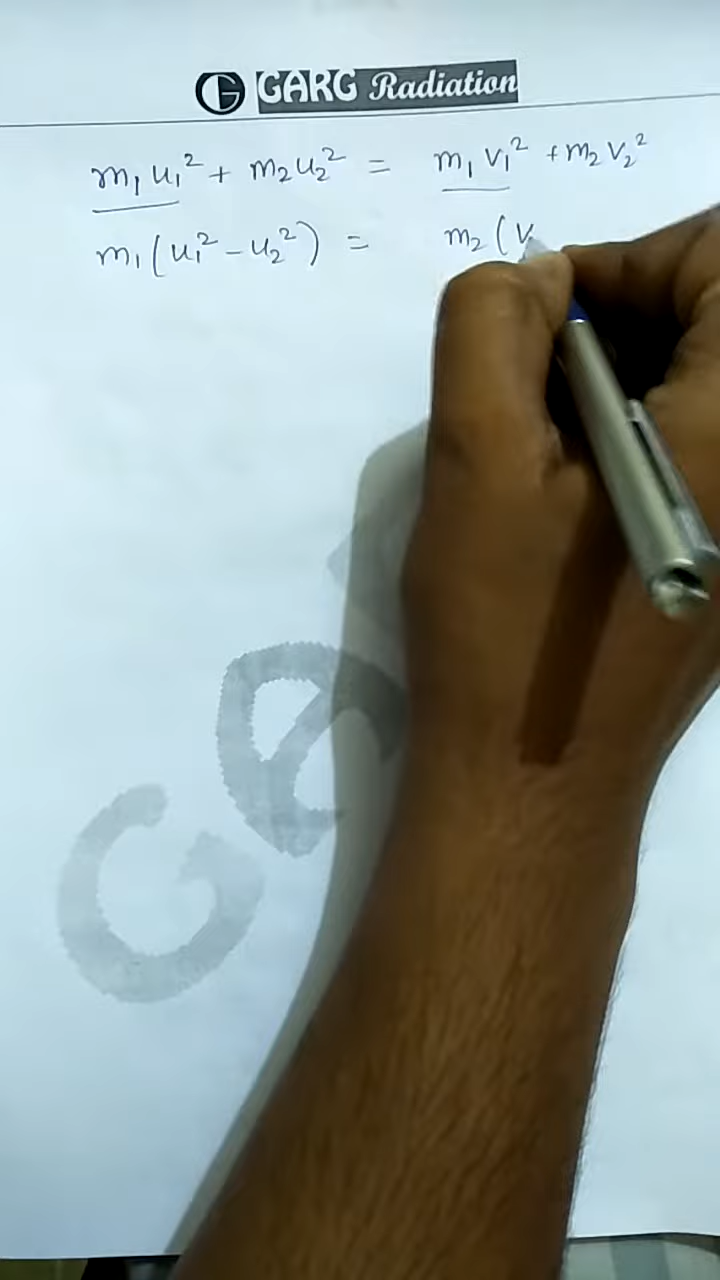 G GARG Radiation
m₁u₁² + m₂u₂² = m₁v₁² + m₂v₂²
m₁(u₁² - u₂²) = m₂(v